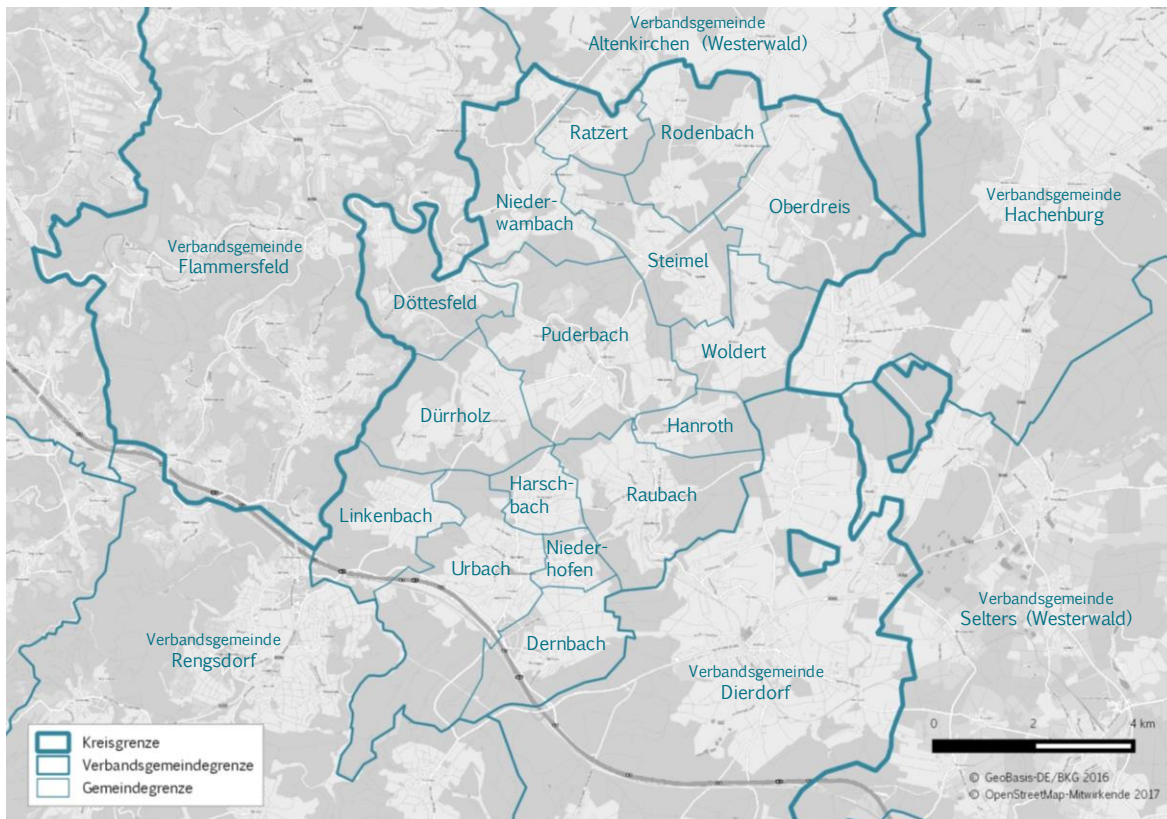 Verbandsgemeinde
Altenkirchen (Westerwald)
Ratzert
Rodenbach
Nieder-
wambach
Oberdreis
Verbandsgemeinde
Hachenburg
Verbandsgemeinde
Flammersfeld
Steimel
Döttesfeld
Puderbach
Woldert
Dürrholz
Hanroth
Harsch-
bach
Raubach
Linkenbach
Nieder-
hofen
Urbach
Verbandsgemeinde
Selters (Westerwald)
Verbandsgemeinde
Rengsdorf
Dernbach
Verbandsgemeinde
Dierdorf
Kreisgrenze
Verbandsgemeindegrenze
Gemeindegrenze
0 2 4 km
© GeoBasis-DE/BKG 2016
© OpenStreetMap-Mitwirkende 2017